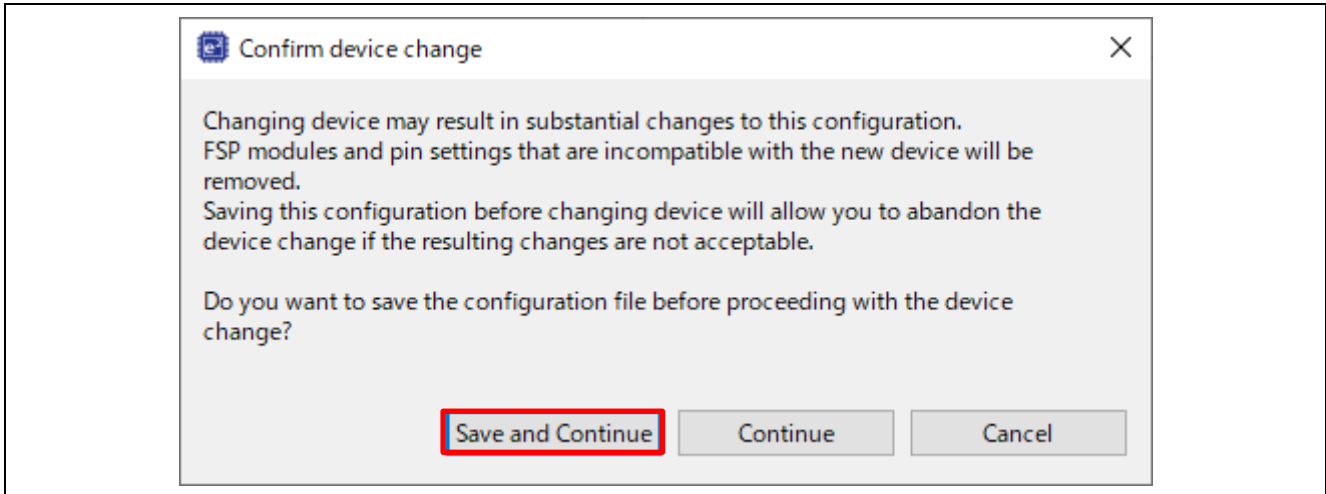 Confirm device change
Changing device may result in substantial changes to this configuration.
FSP modules and pin settings that are incompatible with the new device will be
removed.
Saving this configuration before changing device will allow you to abandon the
device change if the resulting changes are not acceptable.
Do you want to save the configuration file before proceeding with the device
change?
Save and Continue Continue Cancel